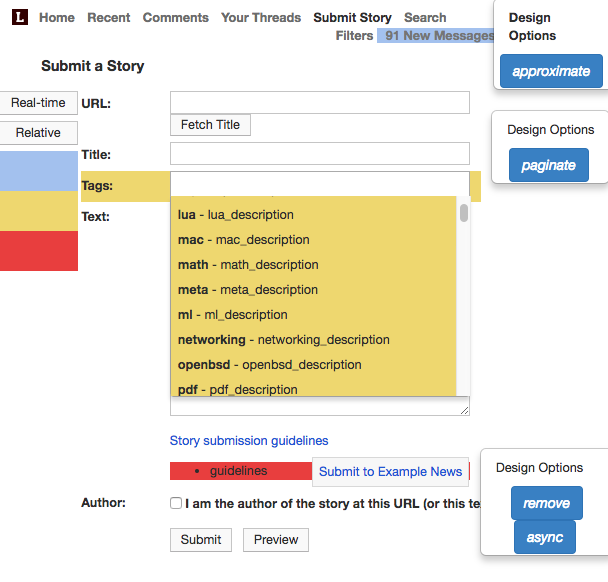 L Home Recent Comments Your Threads Submit Story Search
Filters 91 New Messages
Design
Options
approximate
Submit a Story
Real-time
Relative
URL:
Fetch Title
Design Options
paginate
Title:
Tags:
lua - lua_description
mac - mac_description
math - math_description
meta - meta_description
ml - ml_description
networking - networking_description
openbsd - openbsd_description
pdf - pdf_description
Text:
Story submission guidelines
• guidelines
Submit to Example News
Design Options
remove
async
Author:
I am the author of the story at this URL (or this
Submit Preview